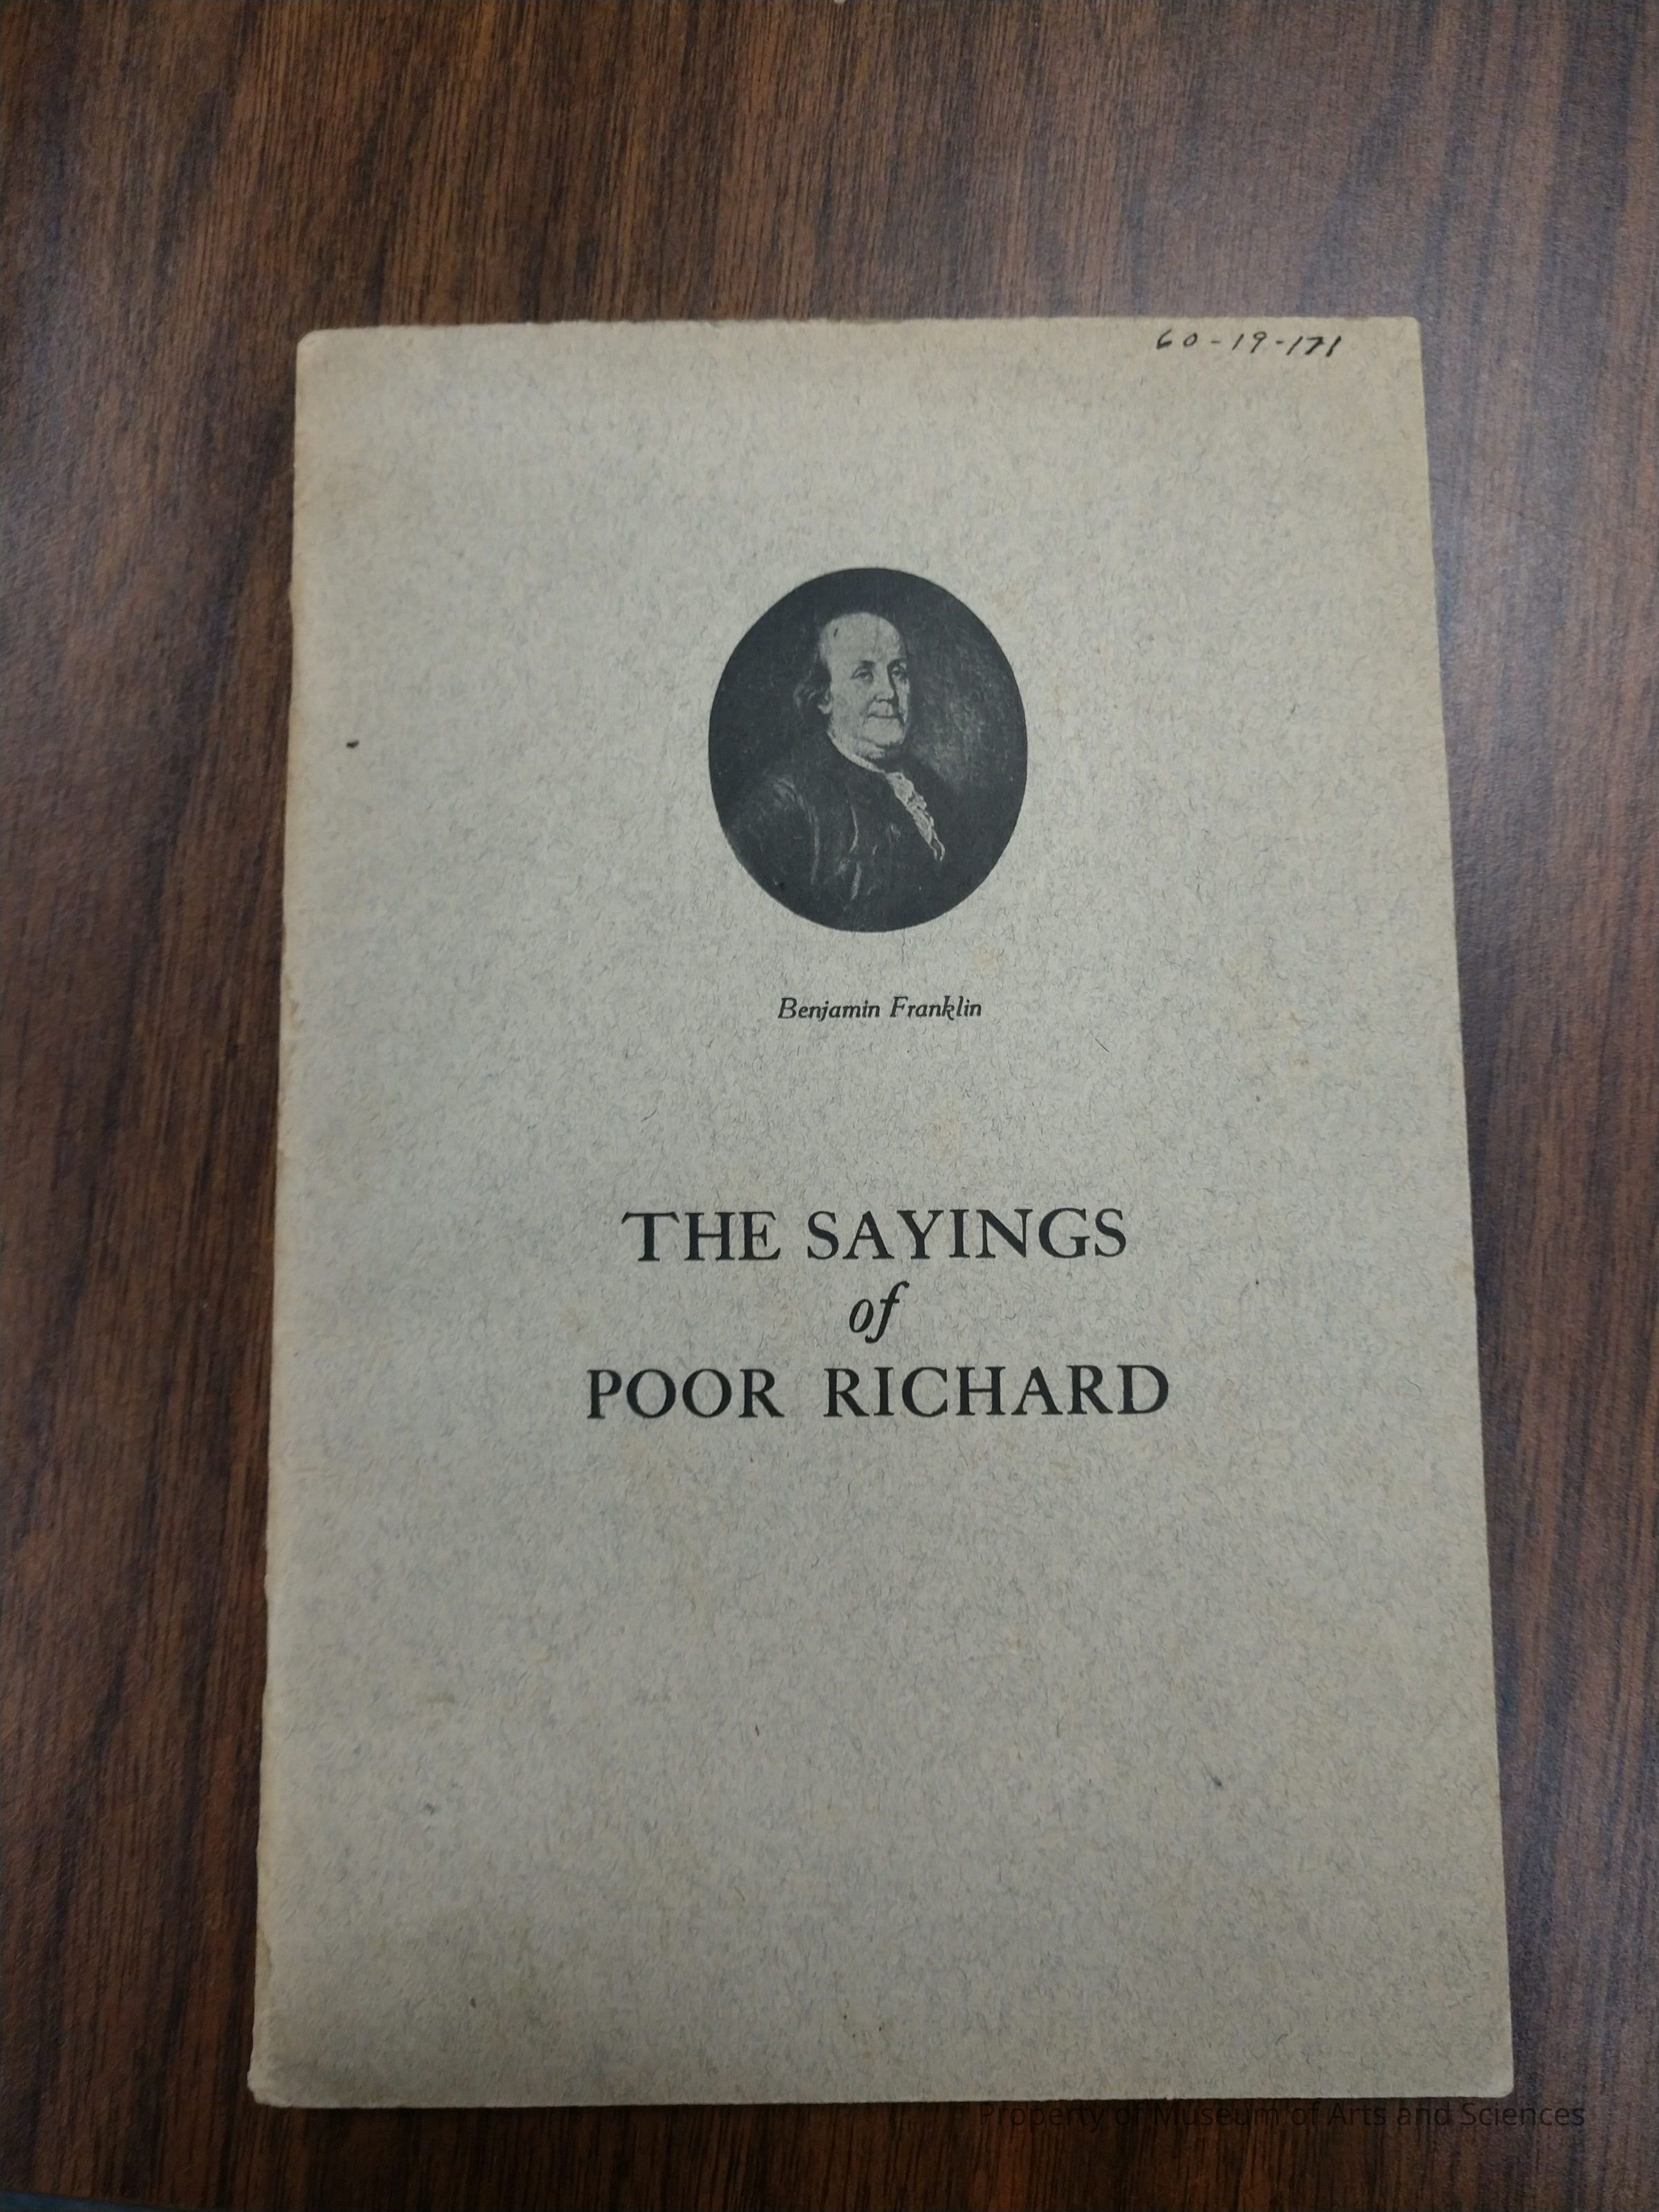 60-19-171
Benjamin Franklin
THE SAYINGS
of
POOR RICHARD
Property of Museum of Arts and Sciences